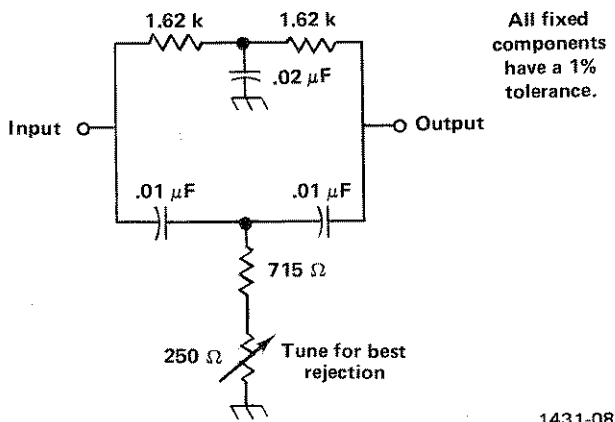 1.62 k
1.62 k
All fixed
components
have a 1%
tolerance.
.02 μF
Input
Output
.01 μF
.01 μF
715 Ω
250 Ω
Tune for best
rejection
1431-08